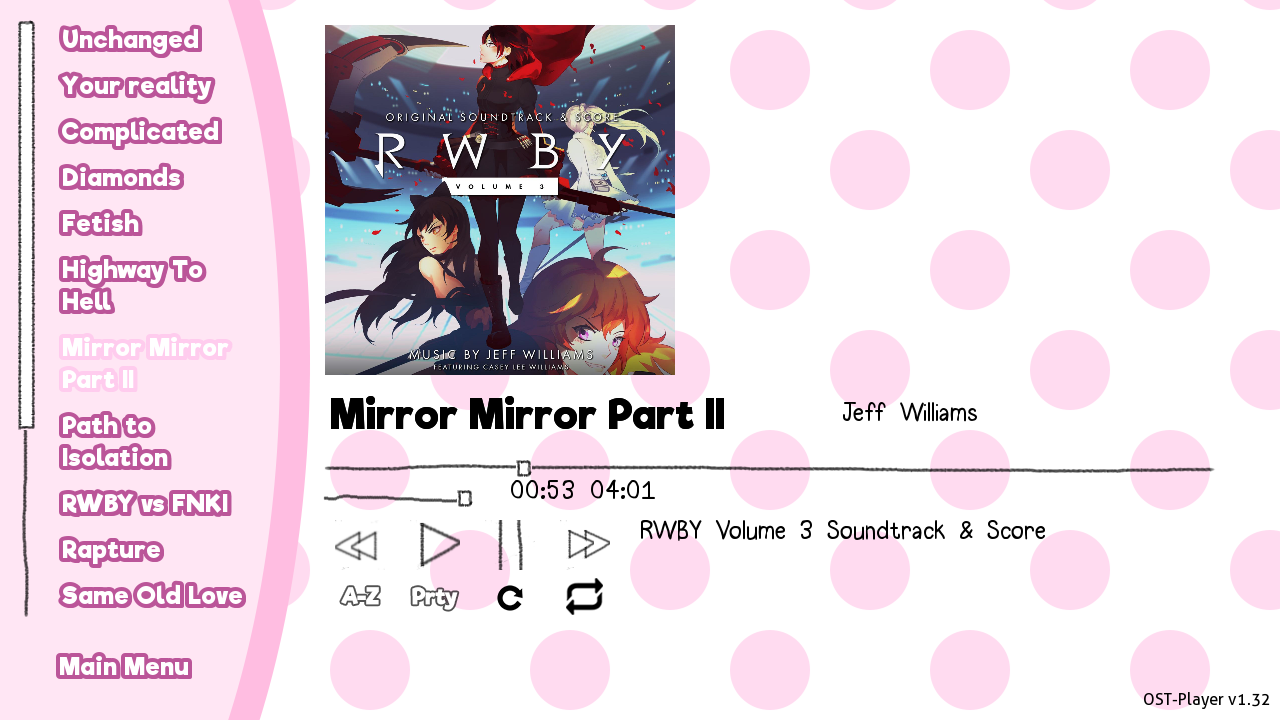 Unchanged
Your reality
Complicated
Diamonds
Fetish
Highway To
Hell
Mirror Mirror
Part II
Path to
Isolation
RWBY vs FNKI
Rapture
Same Old Love
Main Menu
ORIGINAL SOUNDTRACK & SCORE
RWBY
VOLUME 3
MUSIC BY JEFF WILLIAMS
FEATURING CASEY LEE WILLIAMS
Mirror Mirror Part II
Jeff Williams
00:53 04:01
RWBY Volume 3 Soundtrack & Score
A-Z
Prty
OST-Player v1.32